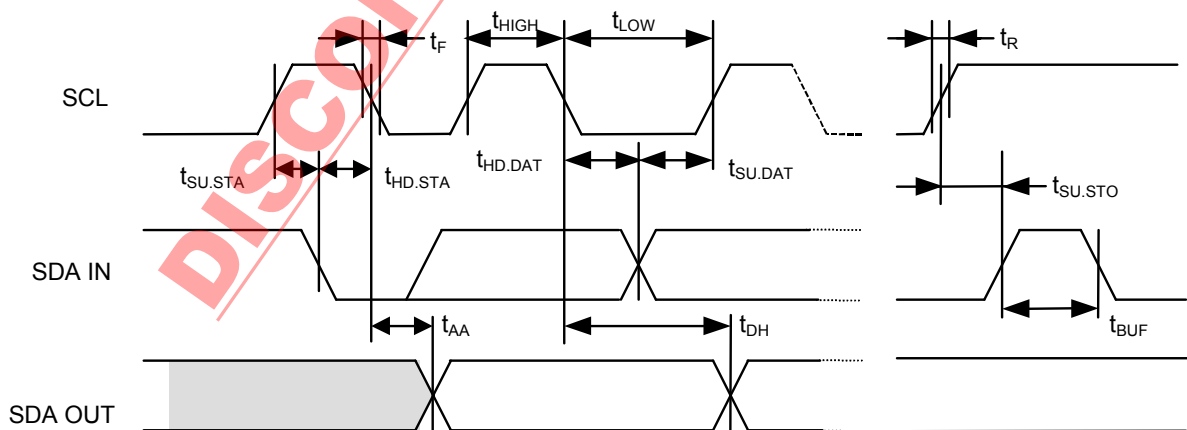 tF
tHIGH
tLOW
tR
SCL
tSU.STA
tHD.STA
tHD.DAT
tSU.DAT
tSU.STO
SDA IN
tAA
tDH
tBUF
SDA OUT